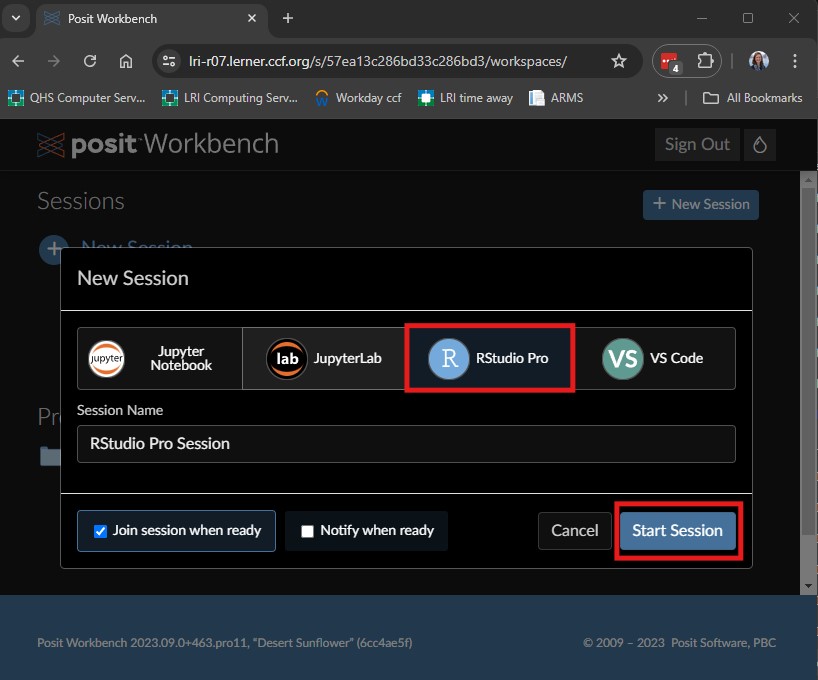 Posit Workbench
lri-r07.lerner.ccf.org/s/57ea13c286bd33c286bd3/workspaces/
4
QHS Computer Serv... LRI Computing Serv... Workday ccf LRI time away ARMS » All Bookmarks
posit Workbench Sign Out
Sessions
+ New Session
New Session
New Session
jupyter Jupyter Notebook
lab JupyterLab
R RStudio Pro
VS VS Code
Session Name
RStudio Pro Session
Join session when ready Notify when ready Cancel Start Session
Posit Workbench 2023.09.0+463.pro11, “Desert Sunflower” (6cc4ae5f) © 2009 – 2023 Posit Software, PBC